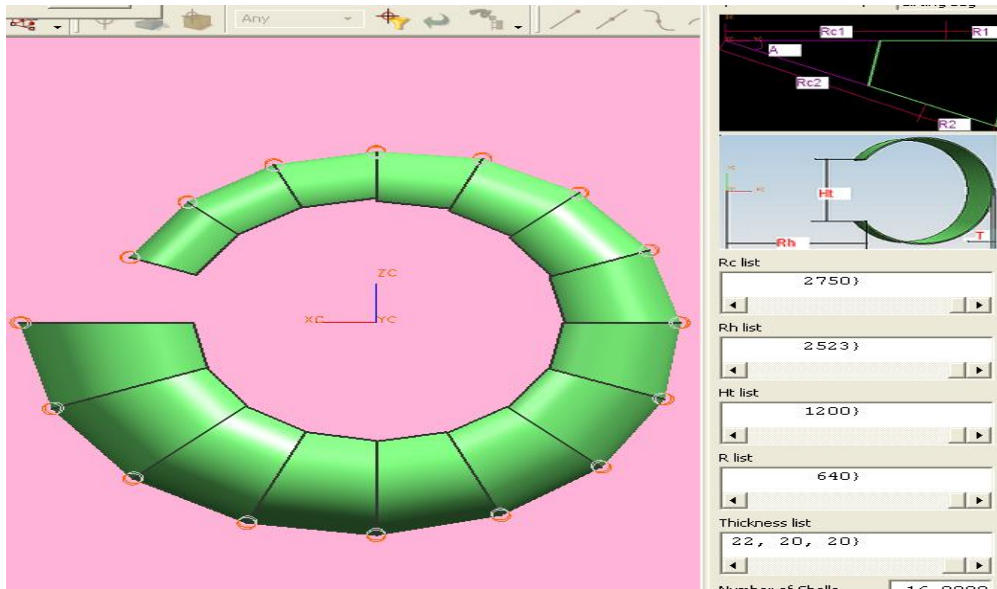 Any
Rc1
R1
A
Rc2
R2
Ht
Rh
T
ZC
XC
YC
Rc list
2750}
Rh list
2523}
Ht list
1200}
R list
640}
Thickness list
22, 20, 20}